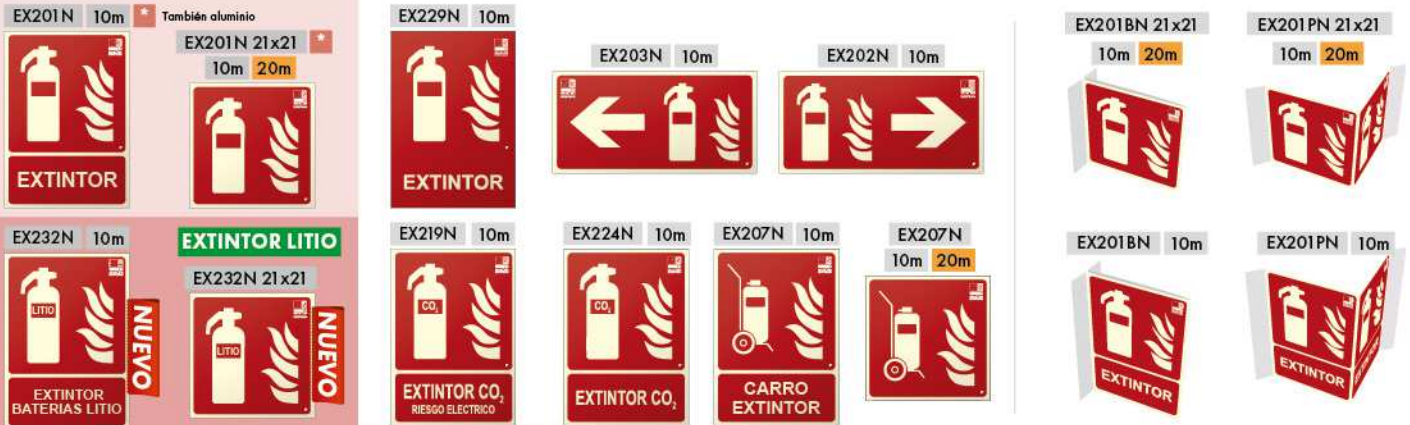 EX201N 10m * También aluminio
EX201N 21x21 *
10m 20m
EXTINTOR
EX229N 10m
EXTINTOR
EX203N 10m
EX202N 10m
EX201BN 21x21
10m 20m
EX201PN 21x21
10m 20m
EX232N 10m
LITIO
EXTINTOR
BATERIAS LITIO
NUEVO
EXTINTOR LITIO
EX232N 21x21
LITIO
NUEVO
EX219N 10m
CO₂
EXTINTOR CO₂
RIESGO ELECTRICO
EX224N 10m
CO₂
EXTINTOR CO₂
EX207N 10m
CARRO
EXTINTOR
EX207N
10m 20m
EX201BN 10m
EXTINTOR
EX201PN 10m
EXTINTOR
EXTINTOR